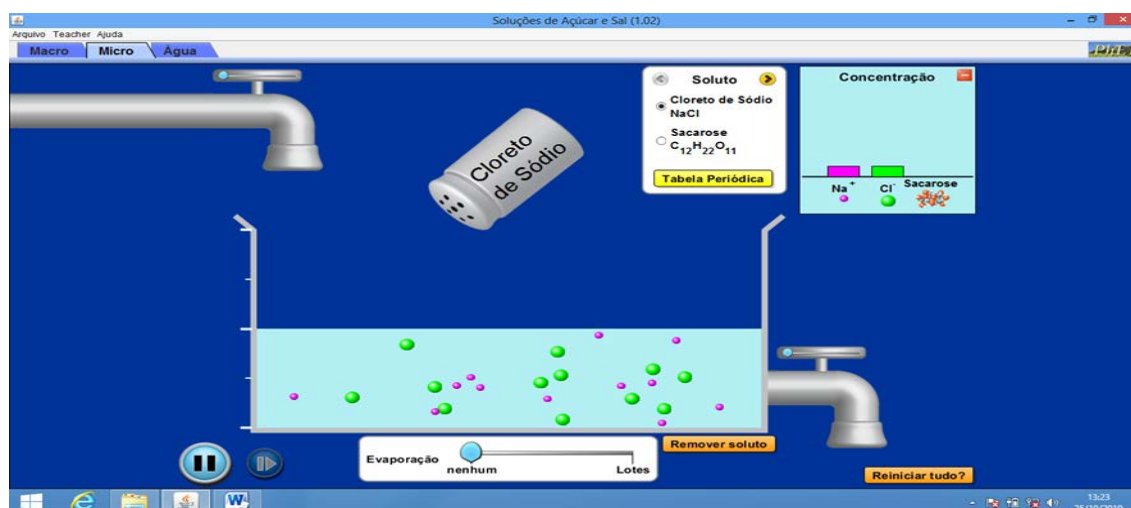 Soluções de Açúcar e Sal (1.02)
Arquivo Teacher Ajuda
Macro Micro Água
Soluto
Cloreto de Sódio
NaCl
Sacarose
C12H22O11
Tabela Periódica
Concentração
Na+ Cl- Sacarose
Cloreto
de Sódio
Remover soluto
Evaporação
nenhum Lotes
Reiniciar tudo?
13:23